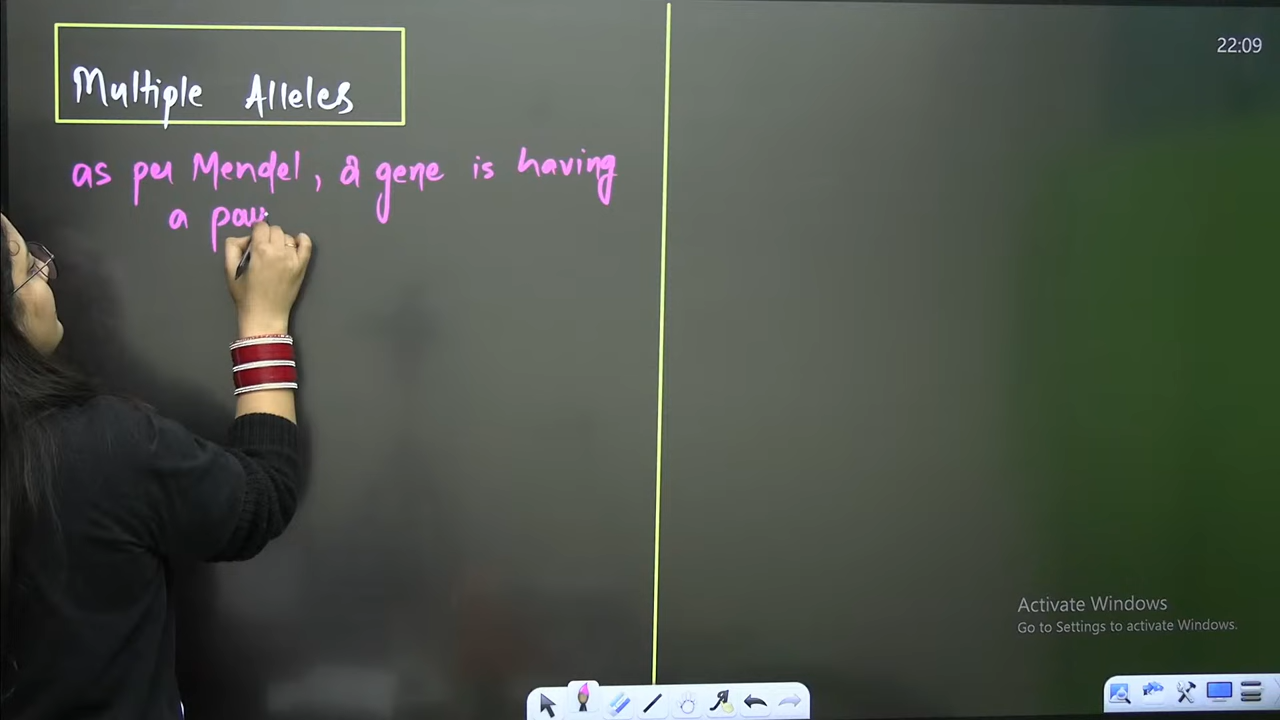 22:09
Multiple Alleles
as per Mendel, a gene is having
a
Activate Windows
Go to Settings to activate Windows.